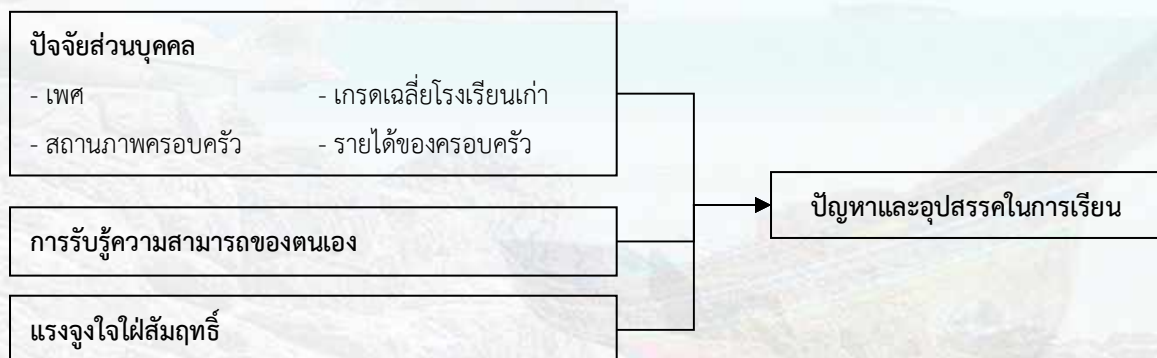 ปัจจัยส่วนบุคคล
- เพศ - เกรดเฉลี่ยโรงเรียนเก่า
- สถานภาพครอบครัว - รายได้ของครอบครัว
การรับรู้ความสามารถของตนเอง
แรงจูงใจใฝ่สัมฤทธิ์
ปัญหาและอุปสรรคในการเรียน